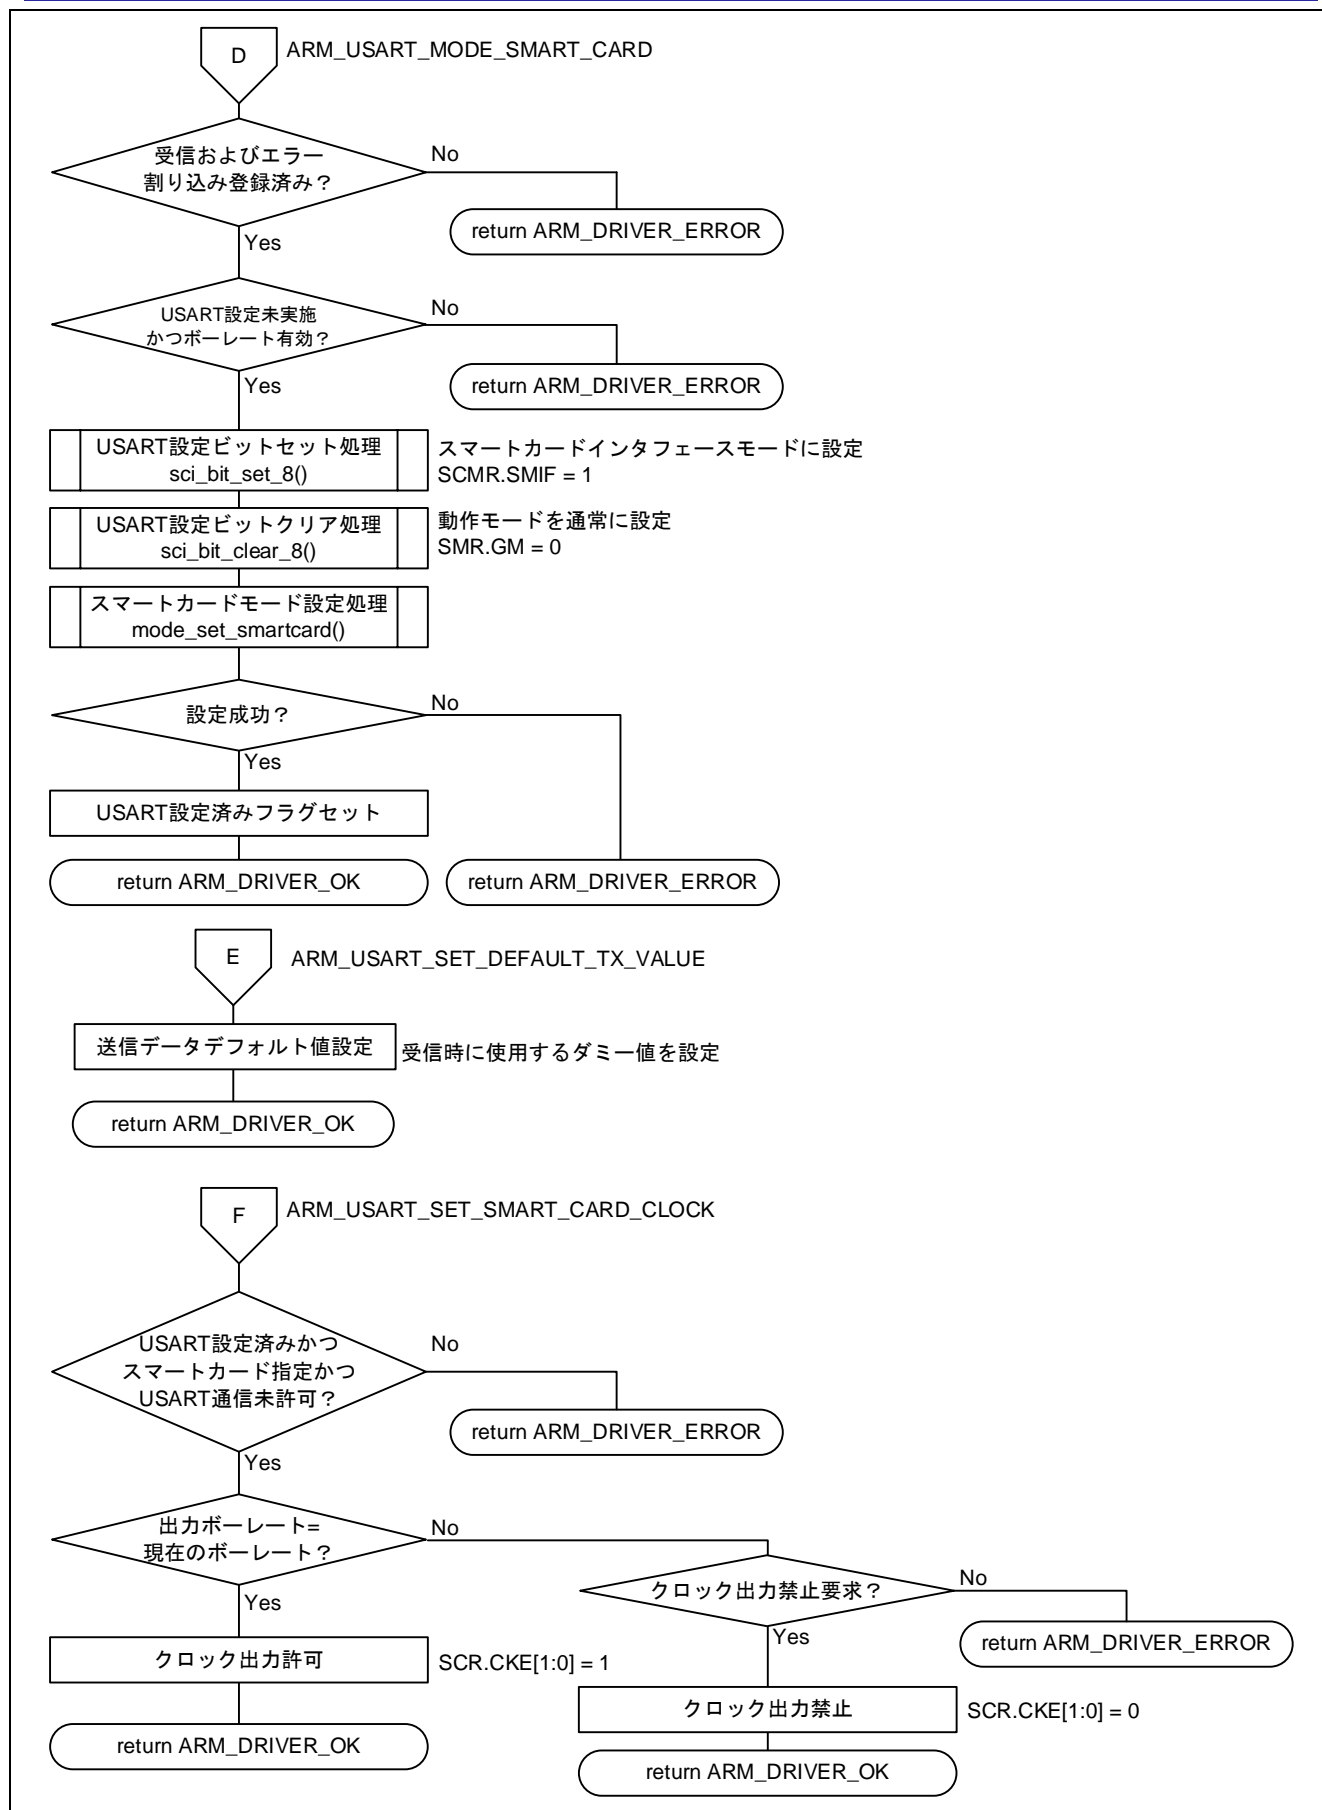 D
ARM_USART_MODE_SMART_CARD
受信およびエラー
割り込み登録済み？
No
return ARM_DRIVER_ERROR
Yes
USART設定未実施
かつボーレート有効？
No
return ARM_DRIVER_ERROR
Yes
USART設定ビットセット処理
sci_bit_set_8()
スマートカードインタフェースモードに設定
SCMR.SMIF = 1
USART設定ビットクリア処理
sci_bit_clear_8()
動作モードを通常に設定
SMR.GM = 0
スマートカードモード設定処理
mode_set_smartcard()
設定成功？
No
Yes
USART設定済みフラグセット
return ARM_DRIVER_OK
return ARM_DRIVER_ERROR
E
ARM_USART_SET_DEFAULT_TX_VALUE
送信データデフォルト値設定
受信時に使用するダミー値を設定
return ARM_DRIVER_OK
F
ARM_USART_SET_SMART_CARD_CLOCK
USART設定済みかつ
スマートカード指定かつ
USART通信未許可？
No
return ARM_DRIVER_ERROR
Yes
出力ボーレート=
現在のボーレート？
No
クロック出力禁止要求？
No
return ARM_DRIVER_ERROR
Yes
Yes
クロック出力許可
SCR.CKE[1:0] = 1
クロック出力禁止
SCR.CKE[1:0] = 0
return ARM_DRIVER_OK
return ARM_DRIVER_OK